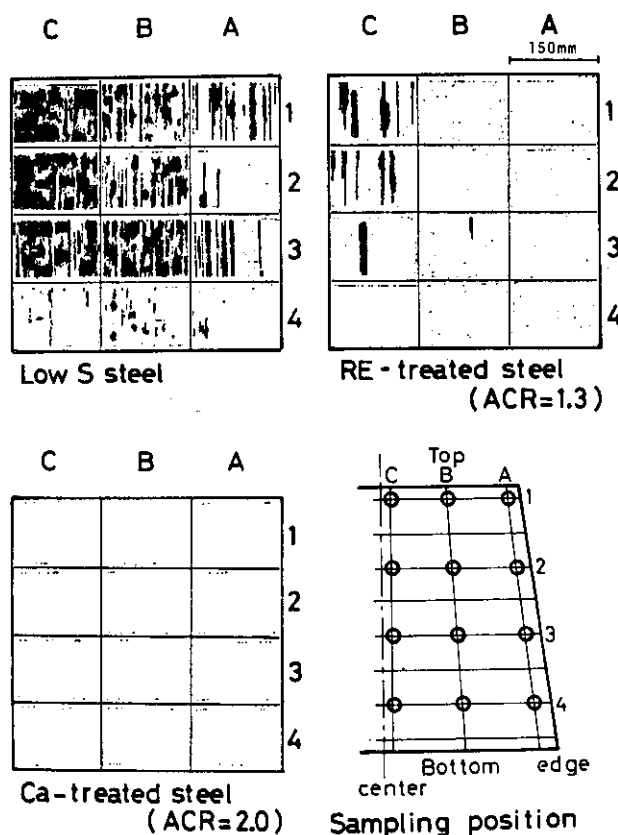 C B A
1
2
3
4
Low S steel
C B A
150mm
1
2
3
4
RE-treated steel
(ACR=1.3)
C B A
1
2
3
4
Ca-treated steel
(ACR=2.0)
Top
C B A
1
2
3
4
Bottom edge
center
Sampling position